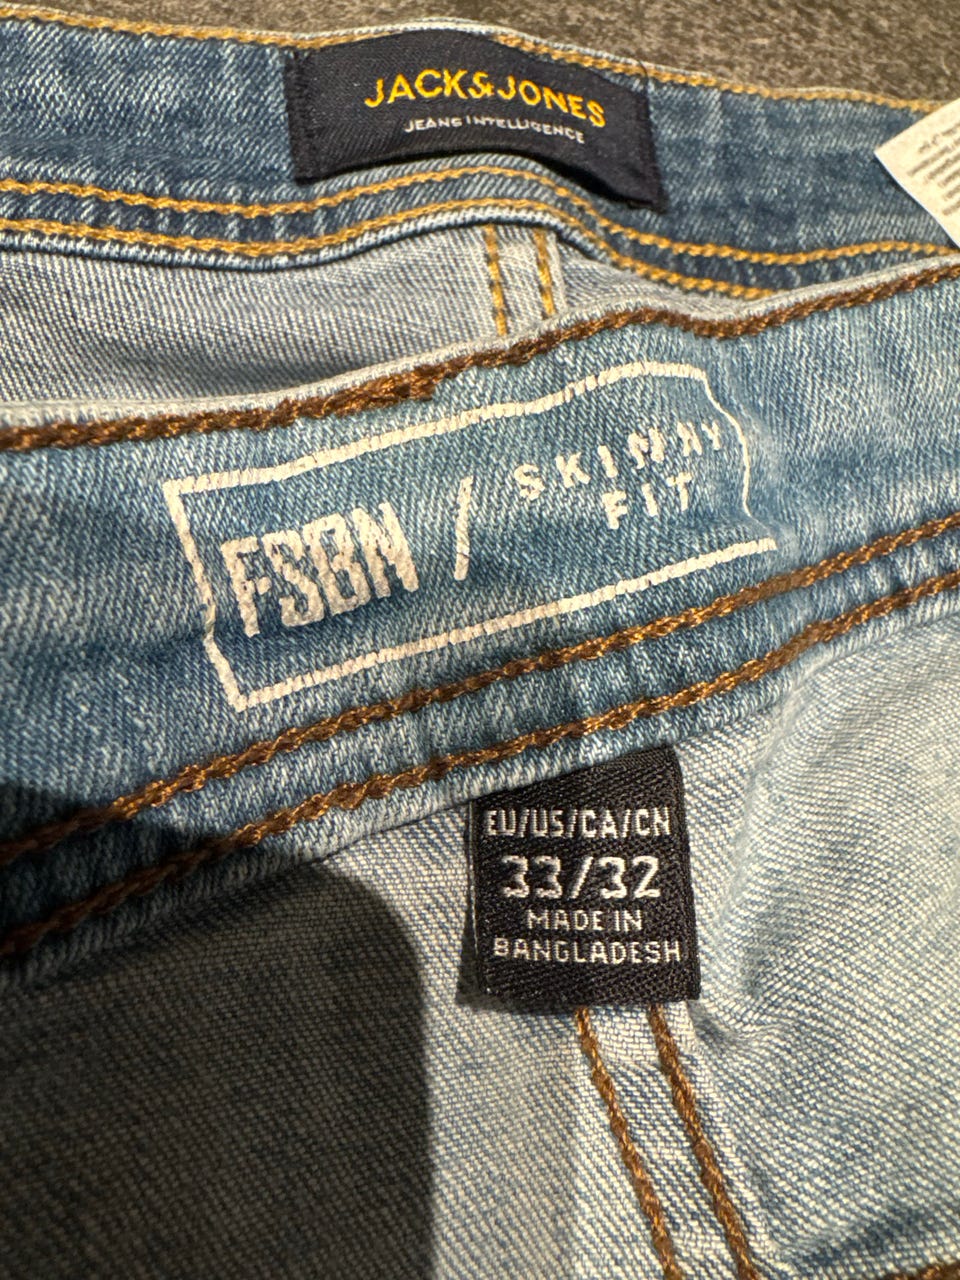 JACK&JONES
JEANS INTELLIGENCE
FSBN / SKINNY
FIT
EU/US/CA/CN
33/32
MADE IN
BANGLADESH